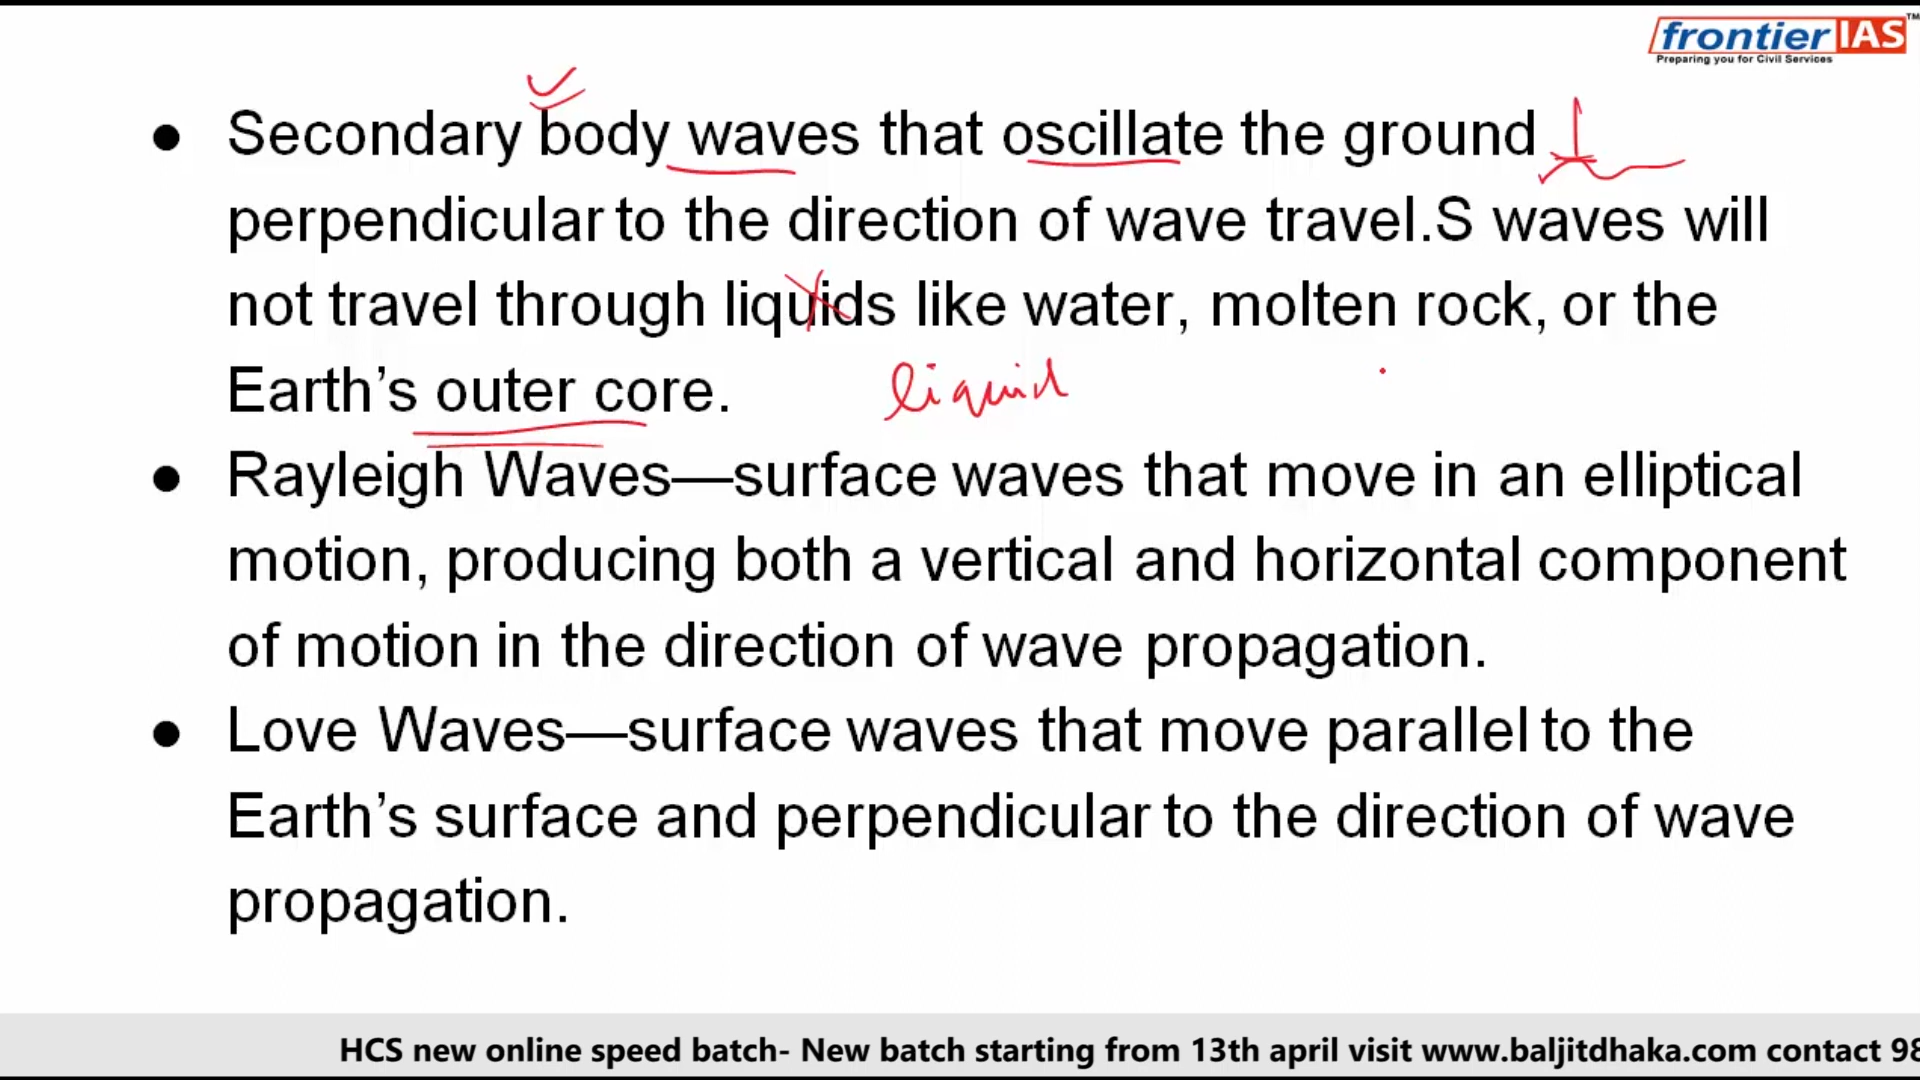 frontier IAS™
Preparing you for Civil Services
● Secondary body waves that oscillate the ground
perpendicular to the direction of wave travel.S waves will
not travel through liquids like water, molten rock, or the
Earth’s outer core.
liquid
● Rayleigh Waves—surface waves that move in an elliptical
motion, producing both a vertical and horizontal component
of motion in the direction of wave propagation.
● Love Waves—surface waves that move parallel to the
Earth’s surface and perpendicular to the direction of wave
propagation.
HCS new online speed batch- New batch starting from 13th april visit www.baljitdhaka.com contact 98